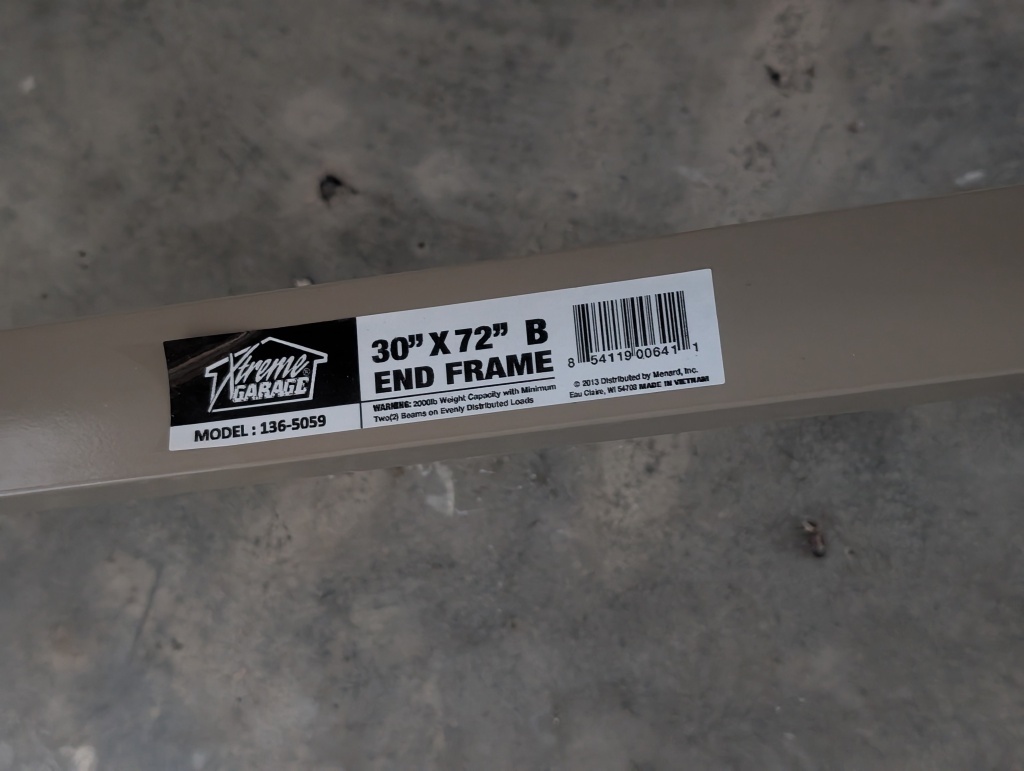 Xtreme®
GARAGE®
MODEL : 136-5059
30” X 72” B
END FRAME
WARNING: 2000lb Weight Capacity with Minimum
Two(2) Beams on Evenly Distributed Loads
8 54119 00641 1
© 2013 Distributed by Menard, Inc.
Eau Claire, WI 54703 MADE IN VIETNAM